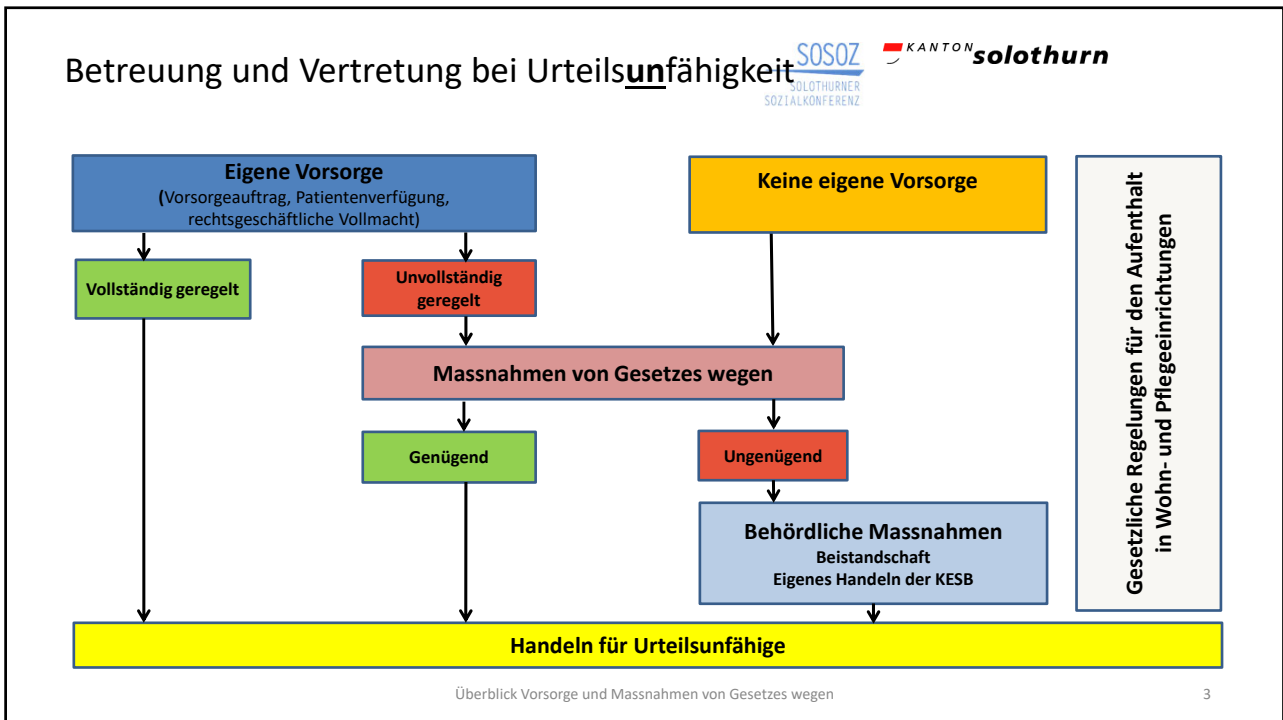 Betreuung und Vertretung bei Urteilsunfähigkeit
SOSOZ
SOLOTHURNER
SOZIALKONFERENZ
KANTON solothurn
Eigene Vorsorge
(Vorsorgeauftrag, Patientenverfügung,
rechtsgeschäftliche Vollmacht)
Keine eigene Vorsorge
Vollständig geregelt
Unvollständig
geregelt
Massnahmen von Gesetzes wegen
Genügend
Ungenügend
Behördliche Massnahmen
Beistandschaft
Eigenes Handeln der KESB
Gesetzliche Regelungen für den Aufenthalt
in Wohn- und Pflegeeinrichtungen
Handeln für Urteilsunfähige
Überblick Vorsorge und Massnahmen von Gesetzes wegen
3